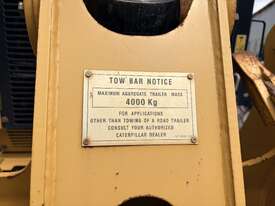 TOW BAR NOTICE
MAXIMUM AGGREGATE TRAILER MASS
4000 Kg
FOR APPLICATIONS
OTHER THAN TOWING OF A ROAD TRAILER
CONSULT YOUR AUTHORIZED
CATERPILLAR DEALER